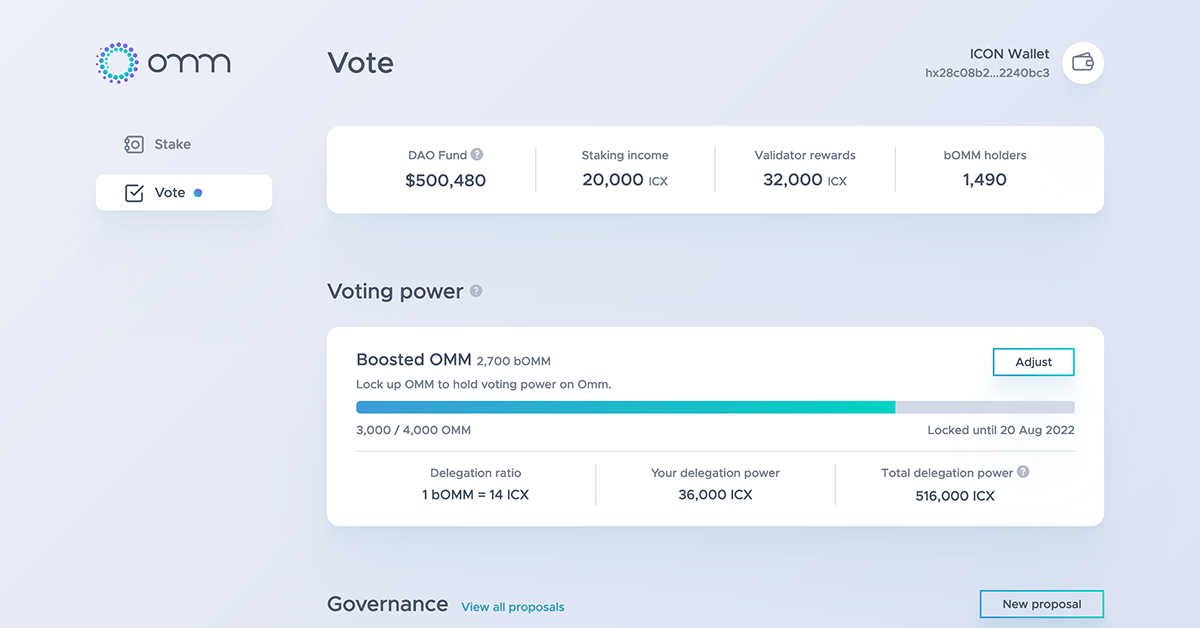 omm
Vote
ICON Wallet
hx28c08b2...2240bc3
Stake
Vote
DAO Fund ?
$500,480
Staking income
20,000 ICX
Validator rewards
32,000 ICX
bOMM holders
1,490
Voting power ?
Boosted OMM 2,700 bOMM
Adjust
Lock up OMM to hold voting power on Omm.
3,000 / 4,000 OMM
Locked until 20 Aug 2022
Delegation ratio
1 bOMM = 14 ICX
Your delegation power
36,000 ICX
Total delegation power ?
516,000 ICX
Governance View all proposals
New proposal